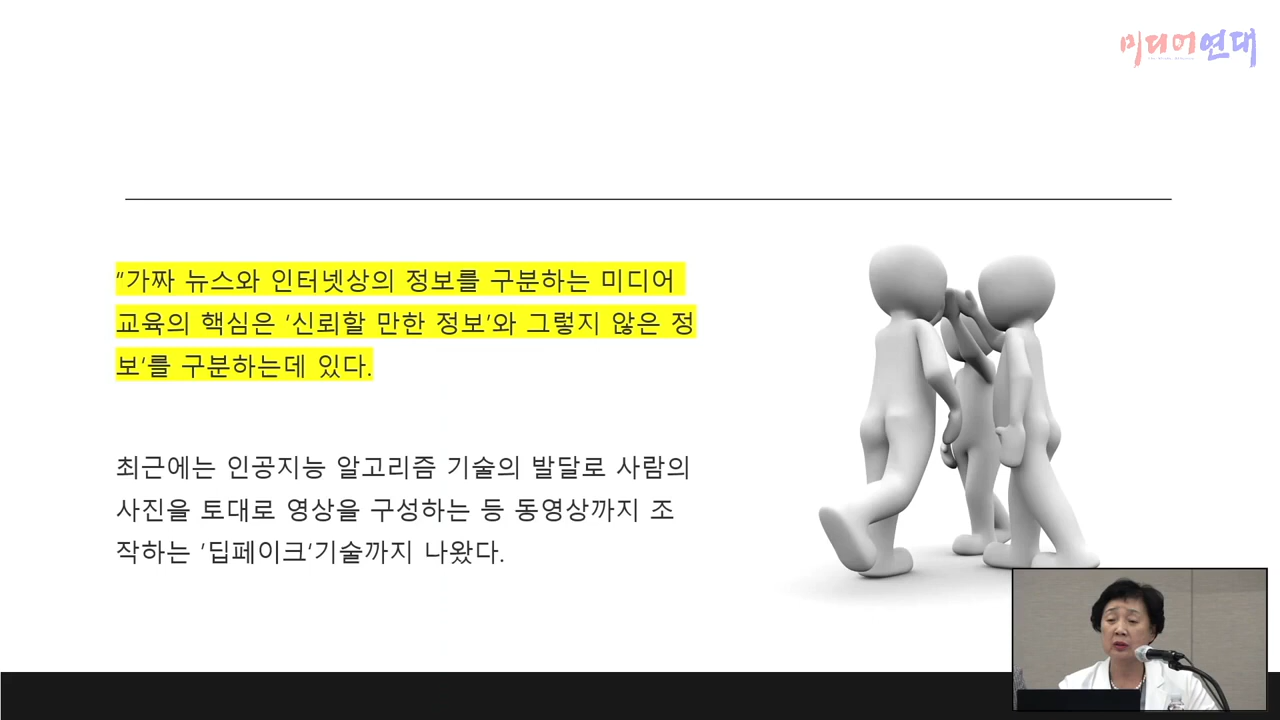 미디어연대
“가짜 뉴스와 인터넷상의 정보를 구분하는 미디어
교육의 핵심은 ‘신뢰할 만한 정보’와 그렇지 않은 정
보‘를 구분하는데 있다.
최근에는 인공지능 알고리즘 기술의 발달로 사람의
사진을 토대로 영상을 구성하는 등 동영상까지 조
작하는 ’딥페이크‘기술까지 나왔다.